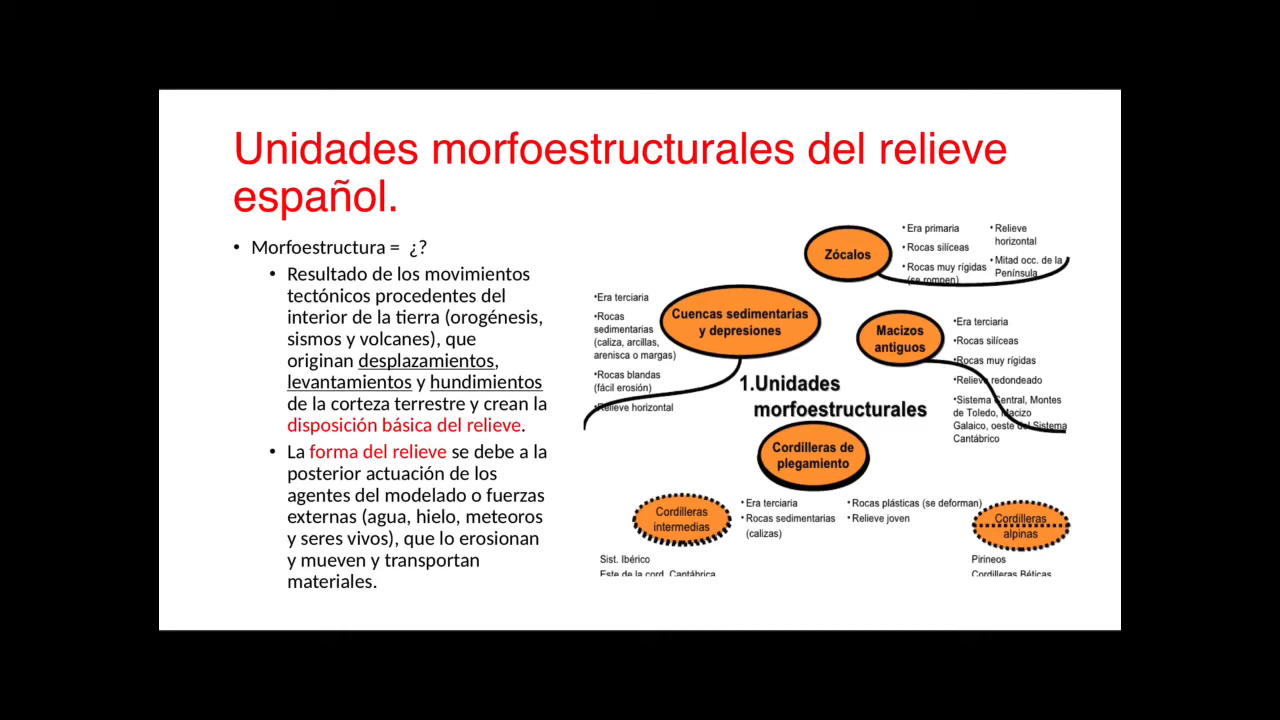 Unidades morfoestructurales del relieve
español.
• Morfoestructura = ¿?
• Resultado de los movimientos
tectónicos procedentes del
interior de la tierra (orogénesis,
sismos y volcanes), que
originan desplazamientos,
levantamientos y hundimientos
de la corteza terrestre y crean la
disposición básica del relieve.
• La forma del relieve se debe a la
posterior actuación de los
agentes del modelado o fuerzas
externas (agua, hielo, meteoros
y seres vivos), que lo erosionan
y mueven y transportan
materiales.
Zócalos
• Era primaria
• Rocas silíceas
• Rocas muy rígidas
(se rompen)
• Relieve
horizontal
• Mitad occ. de la
Península
Cuencas sedimentarias
y depresiones
• Era terciaria
• Rocas
sedimentarias
(caliza, arcillas,
arenisca o margas)
• Rocas blandas
(fácil erosión)
• Relieve horizontal
Macizos
antiguos
• Era terciaria
• Rocas silíceas
• Rocas muy rígidas
• Relieve redondeado
• Sistema Central, Montes
de Toledo, Macizo
Galaico, oeste del Sistema
Cantábrico
1.Unidades
morfoestructurales
Cordilleras de
plegamiento
• Era terciaria
• Rocas sedimentarias
(calizas)
• Rocas plásticas (se deforman)
• Relieve joven
Cordilleras
intermedias
Sist. Ibérico
Este de la cord. Cantábrica
Cordilleras
alpinas
Pirineos
Cordilleras Béticas